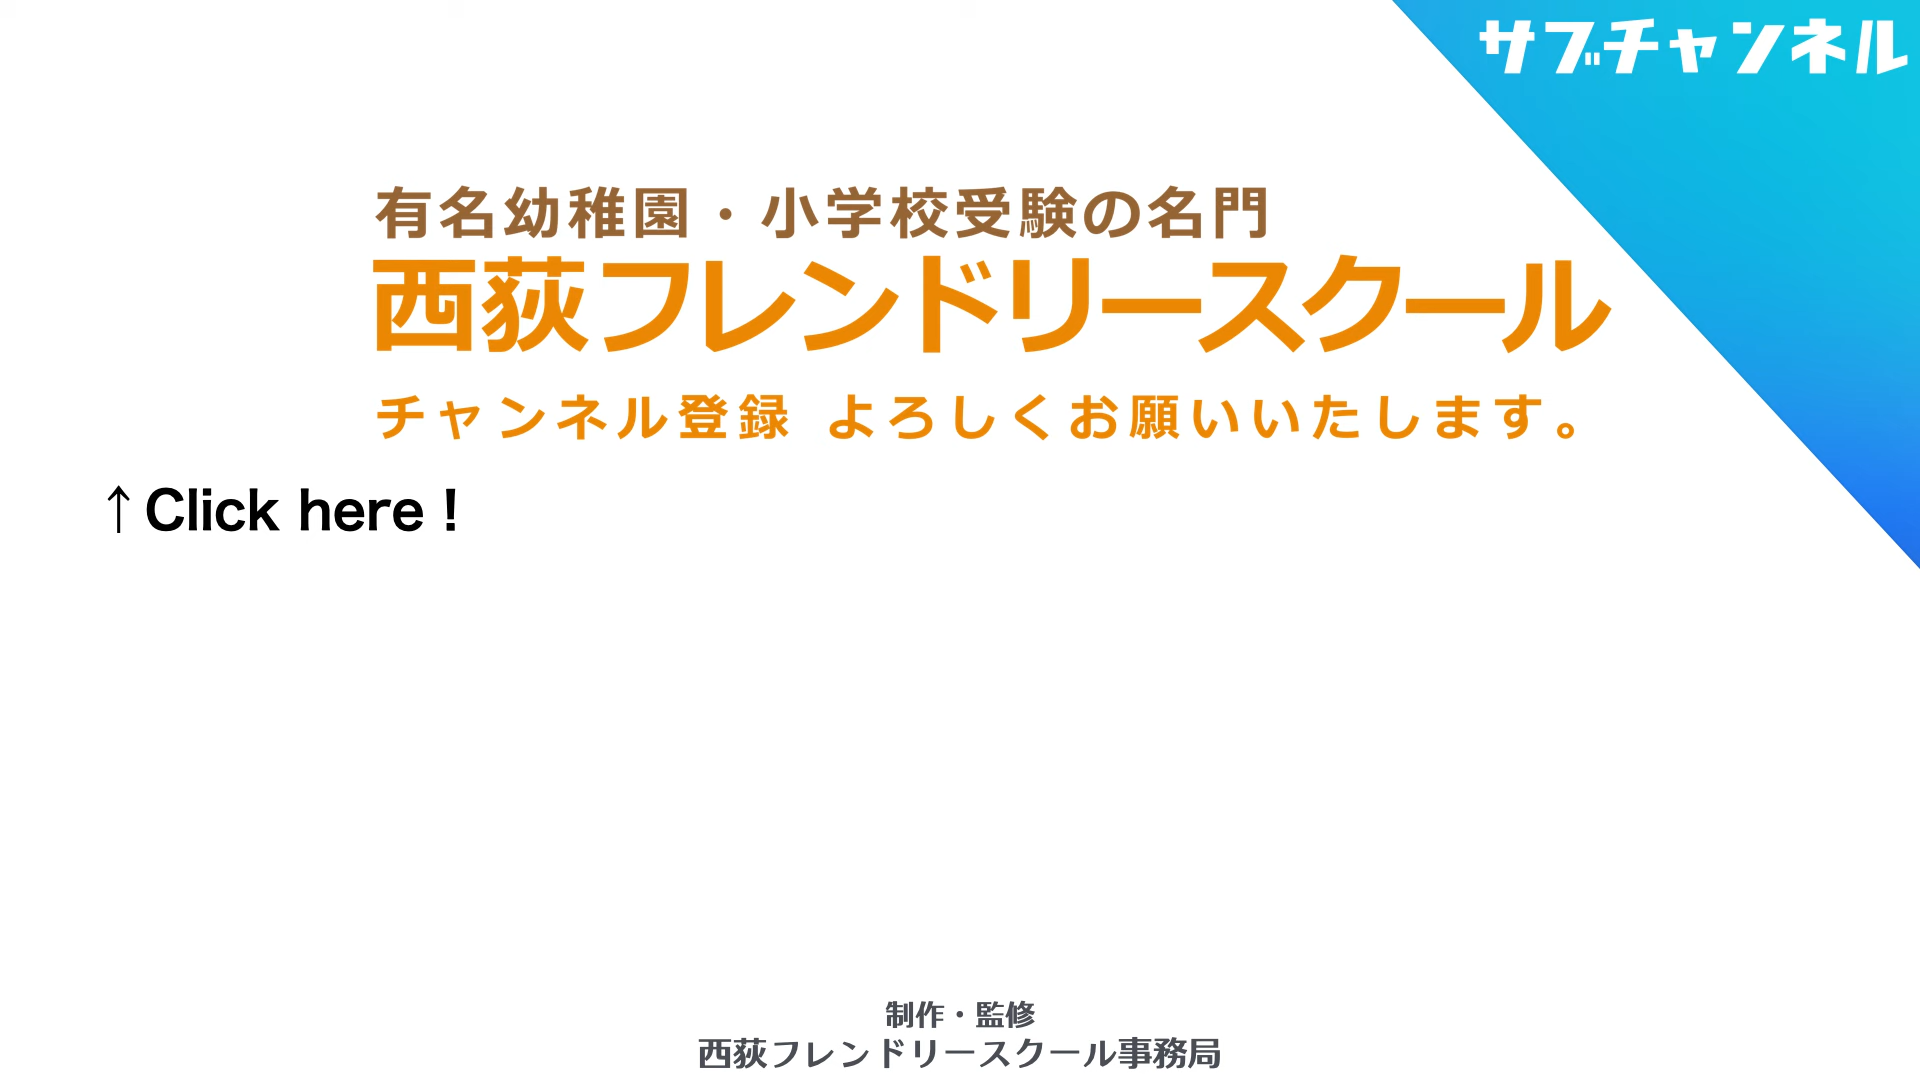 サブチャンネル
有名幼稚園・小学校受験の名門
西荻フレンドリースクール
チャンネル登録 よろしくお願いいたします。
↑Click here !
制作・監修
西荻フレンドリースクール事務局